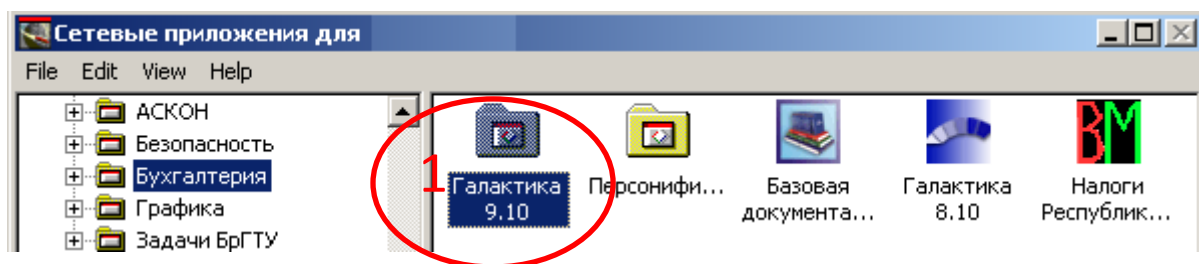 Сетевые приложения для
File Edit View Help
АСКОН
Безопасность
Бухгалтерия
Графика
Задачи БрГТУ
1
Галактика
9.10
Персонифи...
Базовая
документа...
Галактика
8.10
Налоги
Республик...